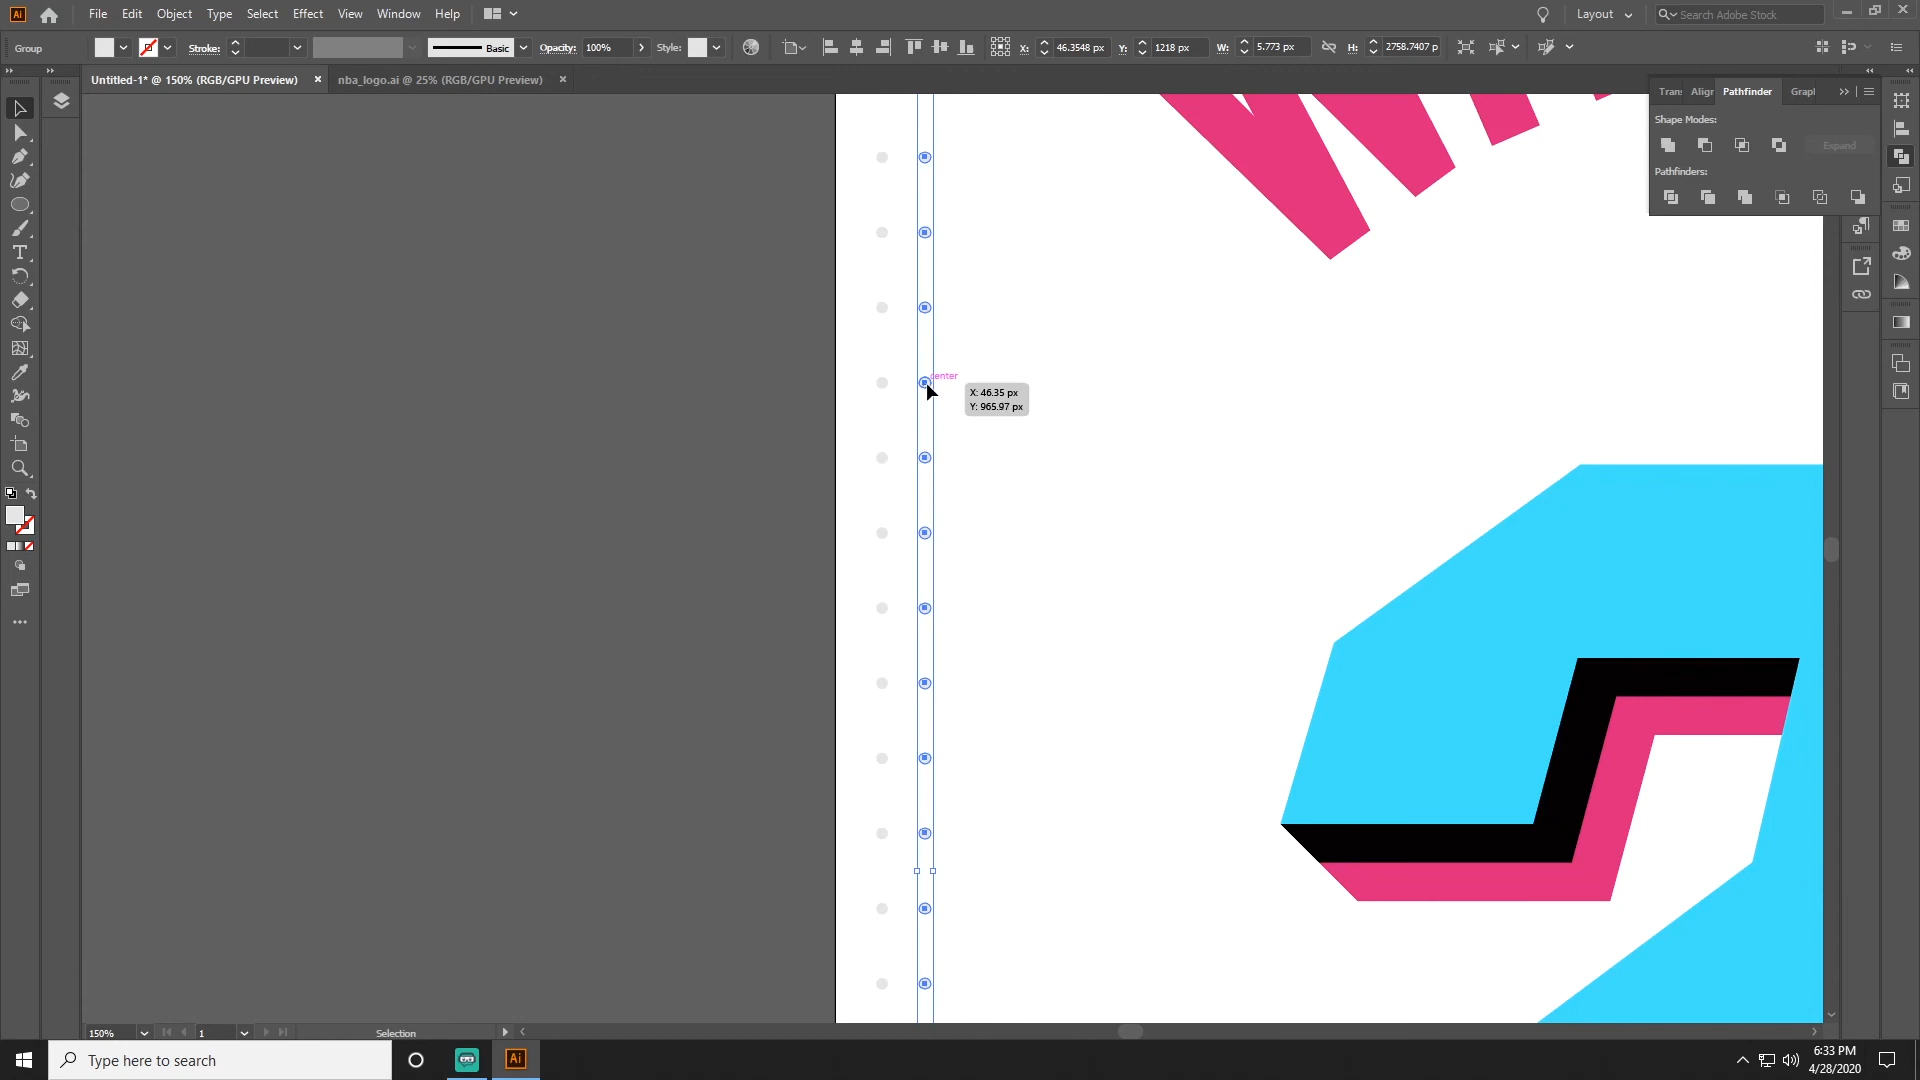 Ai File Edit Object Type Select Effect View Window Help Layout Search Adobe Stock
Group Stroke: Basic Opacity: 100% Style: X: 46.3548 px Y: 1218 px W: 5.773 px H: 2758.7407 p
Untitled-1* @ 150% (RGB/GPU Preview) × nba_logo.ai @ 25% (RGB/GPU Preview) ×
Tran Align Pathfinder Grapl
Shape Modes:
Expand
Pathfinders:
center
X: 46.35 px
Y: 965.97 px
150% 1 Selection
Type here to search Ai 6:33 PM
4/28/2020